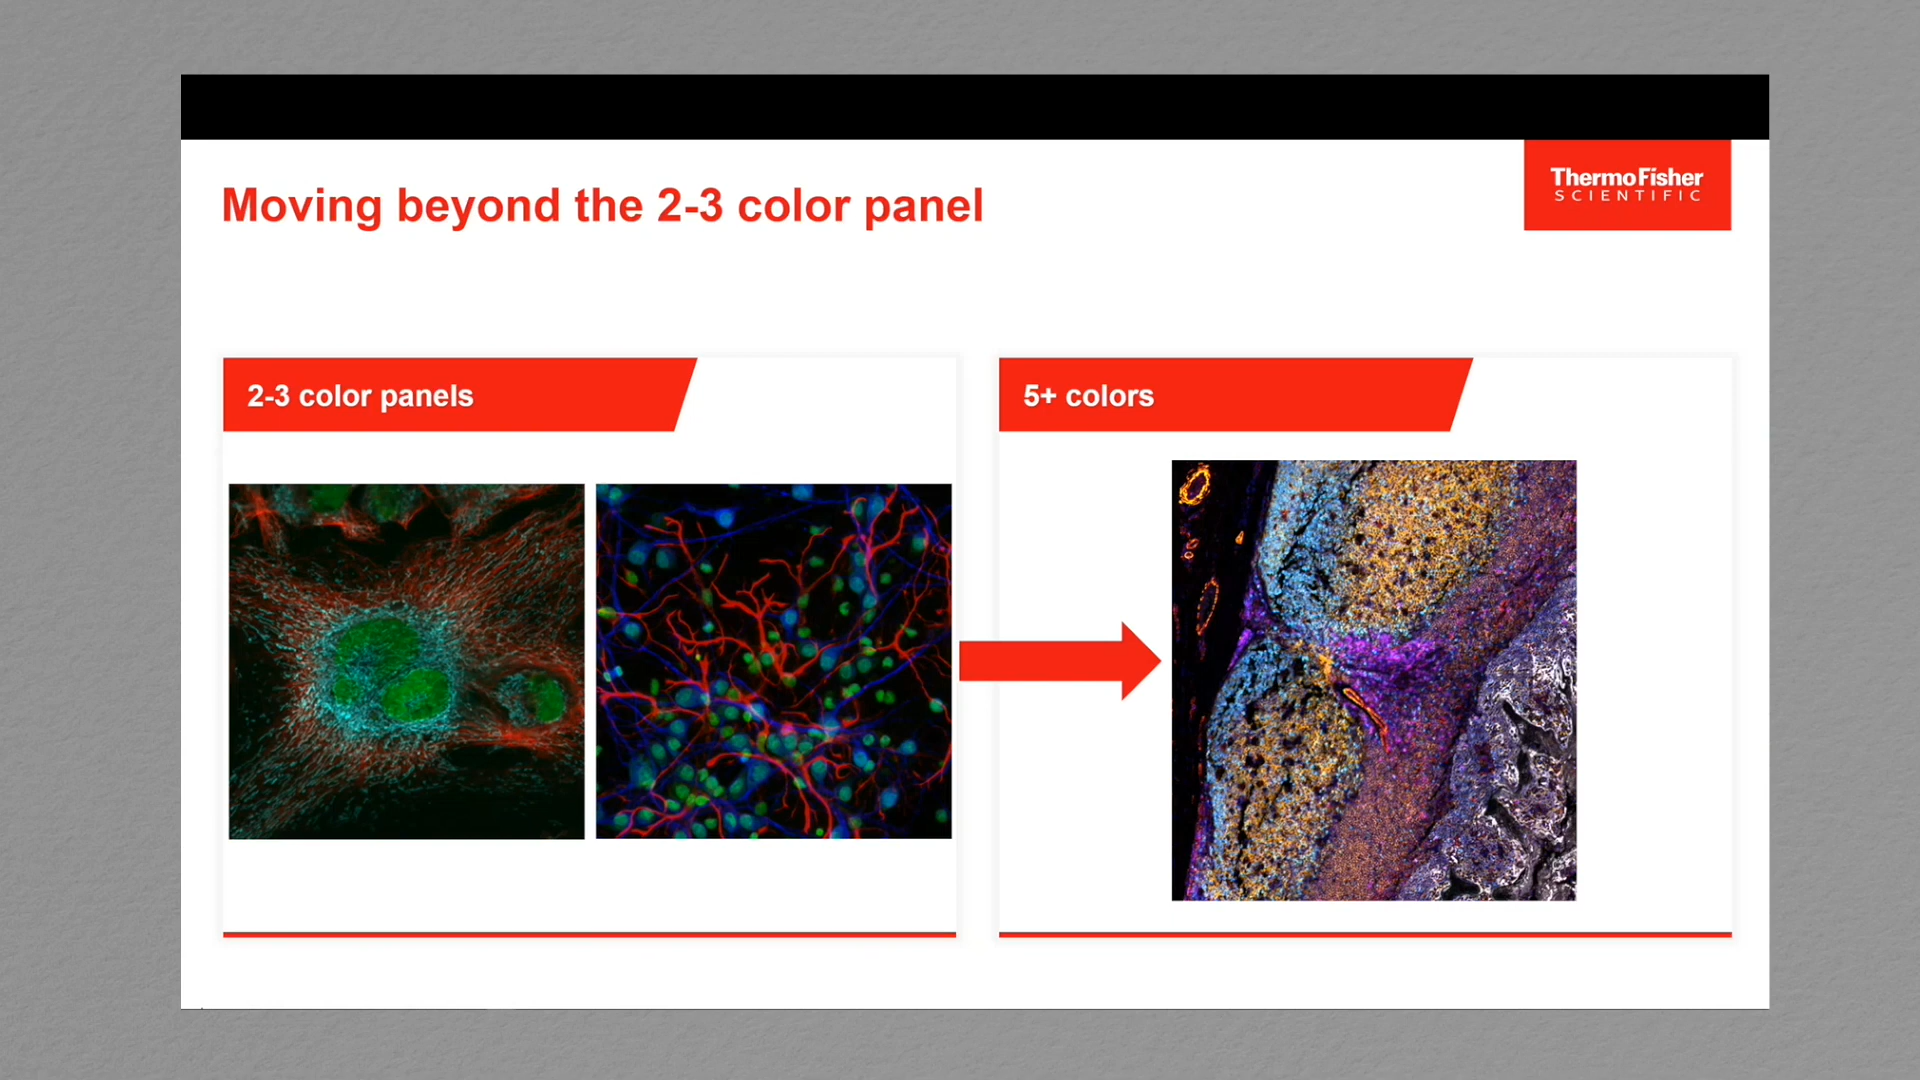 Moving beyond the 2-3 color panel
ThermoFisher
SCIENTIFIC
2-3 color panels
5+ colors